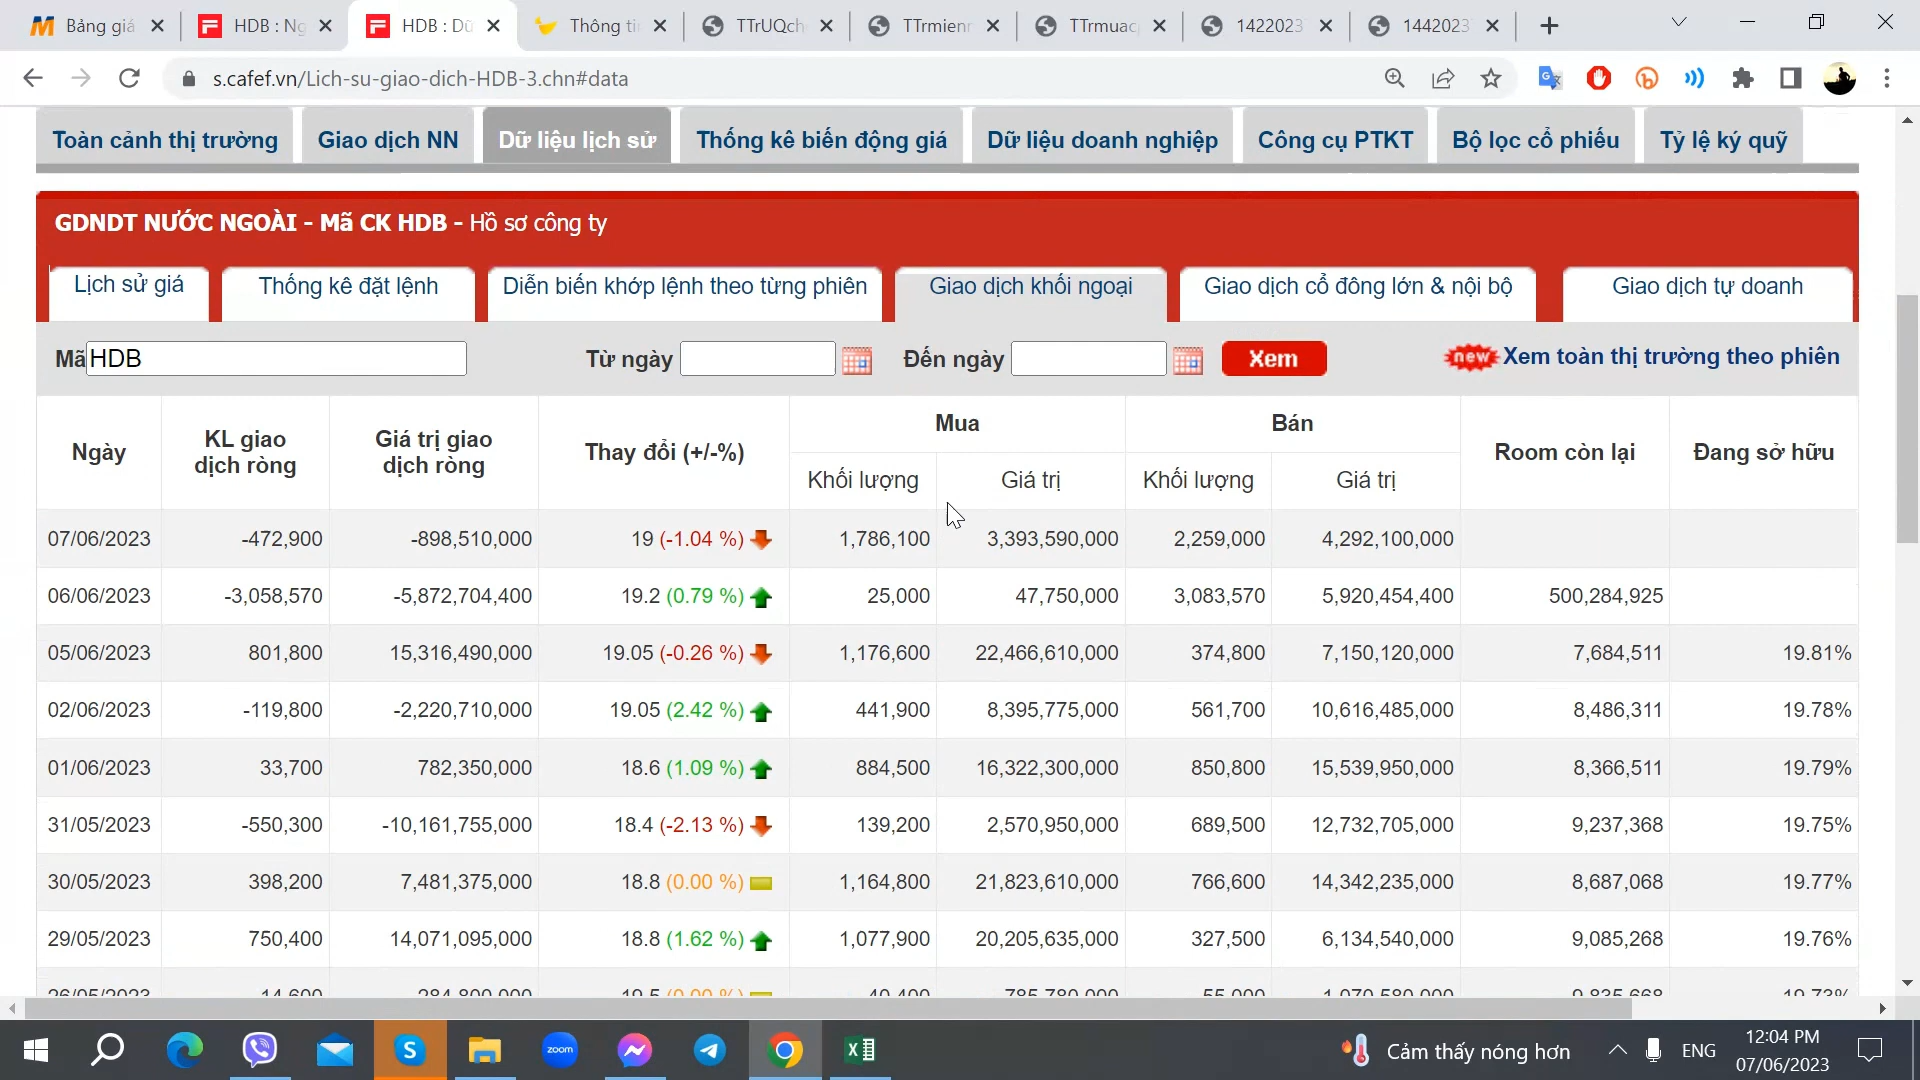 Bảng giá
HDB : Ng
HDB : Dữ
Thông ti
TTrUQch
TTrmien
TTrmuac
1422023
1442023
s.cafef.vn/Lich-su-giao-dich-HDB-3.chn#data
Toàn cảnh thị trường Giao dịch NN Dữ liệu lịch sử Thống kê biến động giá Dữ liệu doanh nghiệp Công cụ PTKT Bộ lọc cổ phiếu Tỷ lệ ký quỹ
GDNDT NƯỚC NGOÀI - Mã CK HDB - Hồ sơ công ty
Lịch sử giá Thống kê đặt lệnh Diễn biến khớp lệnh theo từng phiên Giao dịch khối ngoại Giao dịch cổ đông lớn & nội bộ Giao dịch tự doanh
Mã HDB Từ ngày Đến ngày Xem new Xem toàn thị trường theo phiên
Ngày
KL giao
dịch ròng
Giá trị giao
dịch ròng
Thay đổi (+/-%)
Mua
Khối lượng Giá trị
Bán
Khối lượng Giá trị
Room còn lại
Đang sở hữu
07/06/2023 -472,900 -898,510,000 19 (-1.04 %) 1,786,100 3,393,590,000 2,259,000 4,292,100,000
06/06/2023 -3,058,570 -5,872,704,400 19.2 (0.79 %) 25,000 47,750,000 3,083,570 5,920,454,400 500,284,925
05/06/2023 801,800 15,316,490,000 19.05 (-0.26 %) 1,176,600 22,466,610,000 374,800 7,150,120,000 7,684,511 19.81%
02/06/2023 -119,800 -2,220,710,000 19.05 (2.42 %) 441,900 8,395,775,000 561,700 10,616,485,000 8,486,311 19.78%
01/06/2023 33,700 782,350,000 18.6 (1.09 %) 884,500 16,322,300,000 850,800 15,539,950,000 8,366,511 19.79%
31/05/2023 -550,300 -10,161,755,000 18.4 (-2.13 %) 139,200 2,570,950,000 689,500 12,732,705,000 9,237,368 19.75%
30/05/2023 398,200 7,481,375,000 18.8 (0.00 %) 1,164,800 21,823,610,000 766,600 14,342,235,000 8,687,068 19.77%
29/05/2023 750,400 14,071,095,000 18.8 (1.62 %) 1,077,900 20,205,635,000 327,500 6,134,540,000 9,085,268 19.76%
zoom
Cảm thấy nóng hơn
ENG
12:04 PM
07/06/2023